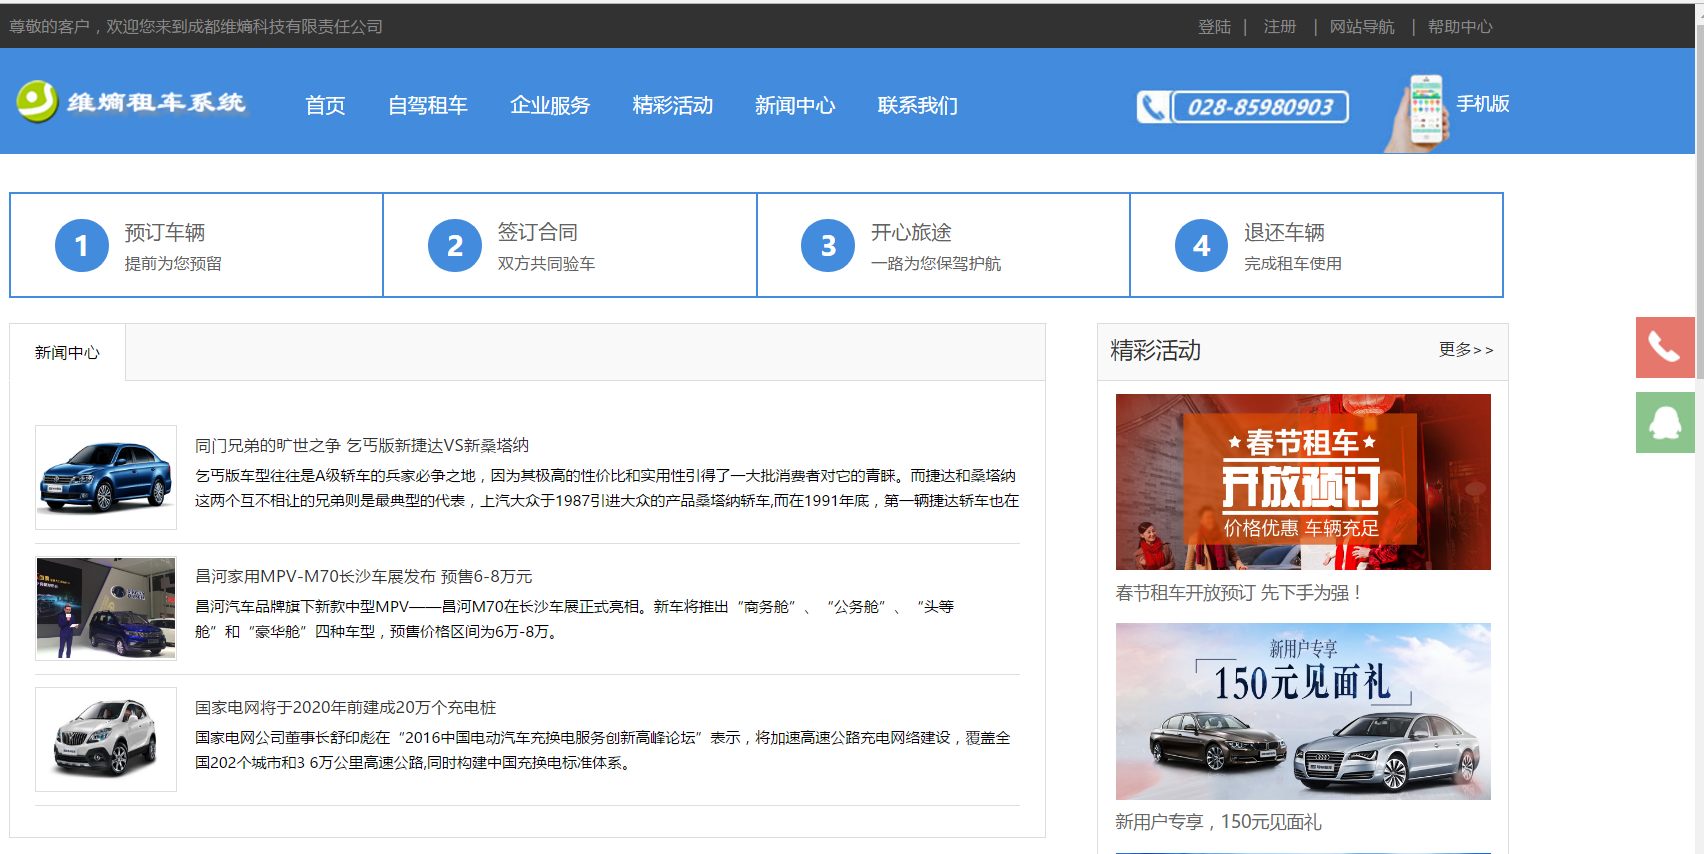 尊敬的客户，欢迎您来到成都维熵科技有限责任公司
登陆 | 注册 | 网站导航 | 帮助中心
维熵租车系统
首页 自驾租车 企业服务 精彩活动 新闻中心 联系我们
028-85980903
手机版
1 预订车辆
提前为您预留
2 签订合同
双方共同验车
3 开心旅途
一路为您保驾护航
4 退还车辆
完成租车使用
新闻中心
同门兄弟的旷世之争 乞丐版新捷达VS新桑塔纳
乞丐版车型往往是A级轿车的兵家必争之地，因为其极高的性价比和实用性引得了一大批消费者对它的青睐。而捷达和桑塔纳
这两个互不相让的兄弟则是最典型的代表，上汽大众于1987引进大众的产品桑塔纳轿车,而在1991年底，第一辆捷达轿车也在
昌河家用MPV-M70长沙车展发布 预售6-8万元
昌河汽车品牌旗下新款中型MPV——昌河M70在长沙车展正式亮相。新车将推出“商务舱”、“公务舱”、“头等
舱”和“豪华舱”四种车型，预售价格区间为6万-8万。
国家电网将于2020年前建成20万个充电桩
国家电网公司董事长舒印彪在“2016中国电动汽车充换电服务创新高峰论坛”表示，将加速高速公路充电网络建设，覆盖全
国202个城市和3 6万公里高速公路,同时构建中国充换电标准体系。
精彩活动
更多>>
春节租车
开放预订
价格优惠 车辆充足
春节租车开放预订 先下手为强！
新用户专享
150元见面礼
新用户专享，150元见面礼